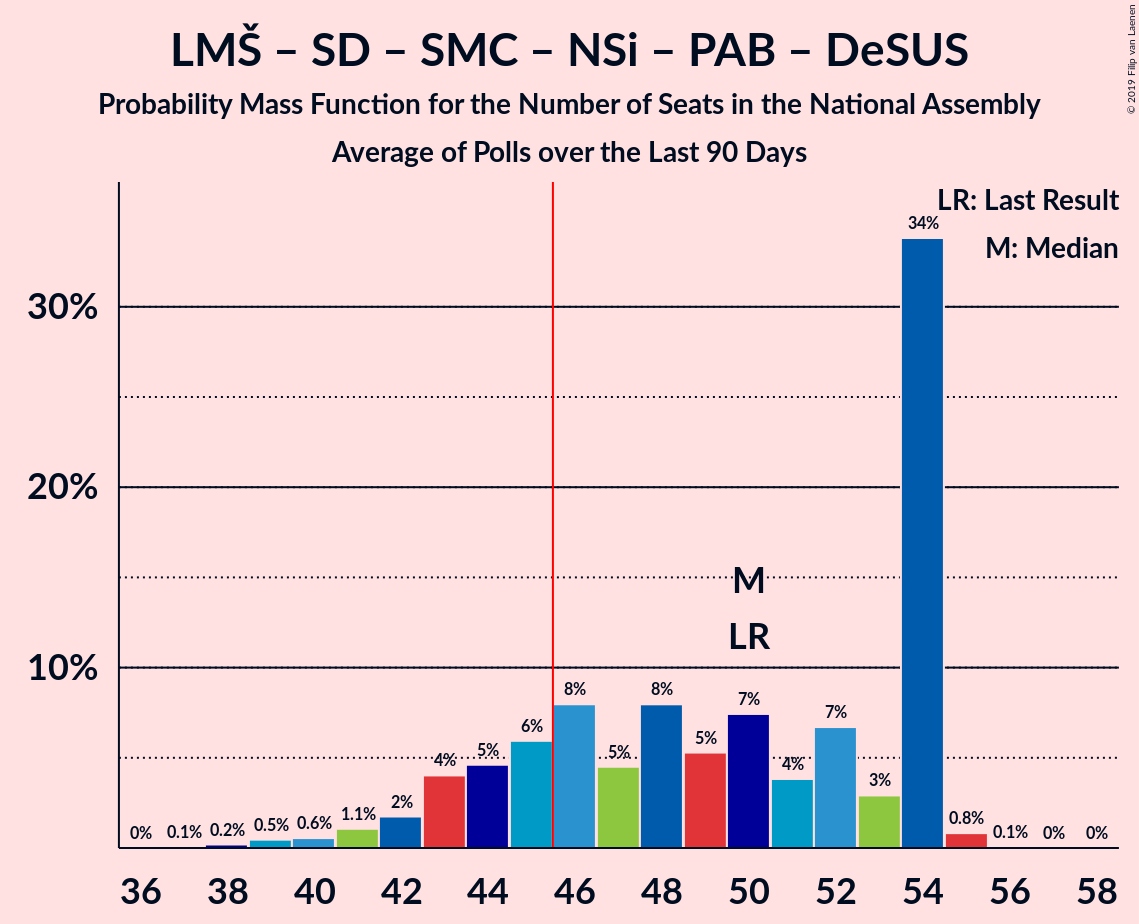 LMŠ – SD – SMC – NSi – PAB – DeSUS
Probability Mass Function for the Number of Seats in the National Assembly
Average of Polls over the Last 90 Days
© 2019 Filip van Laenen
LR: Last Result
M: Median
30%
20%
10%
M
LR
0%
0.1%
0.2%
0.5%
0.6%
1.1%
2%
4%
5%
6%
8%
5%
8%
5%
7%
4%
7%
3%
34%
0.8%
0.1%
0%
0%
36 38 40 42 44 46 48 50 52 54 56 58